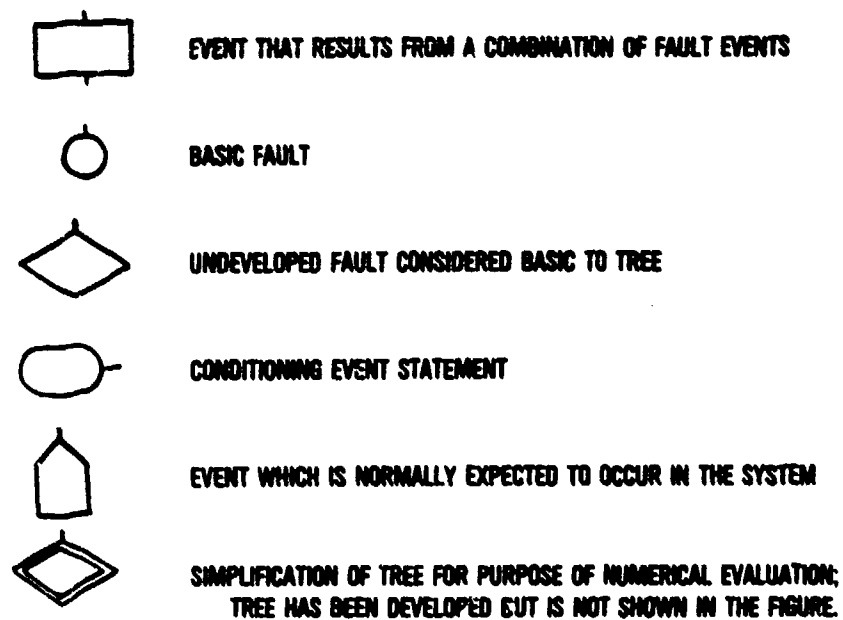 EVENT THAT RESULTS FROM A COMBINATION OF FAULT EVENTS
BASIC FAULT
UNDEVELOPED FAULT CONSIDERED BASIC TO TREE
CONDITIONING EVENT STATEMENT
EVENT WHICH IS NORMALLY EXPECTED TO OCCUR IN THE SYSTEM
SIMPLIFICATION OF TREE FOR PURPOSE OF NUMERICAL EVALUATION;
TREE HAS BEEN DEVELOPED BUT IS NOT SHOWN IN THE FIGURE.